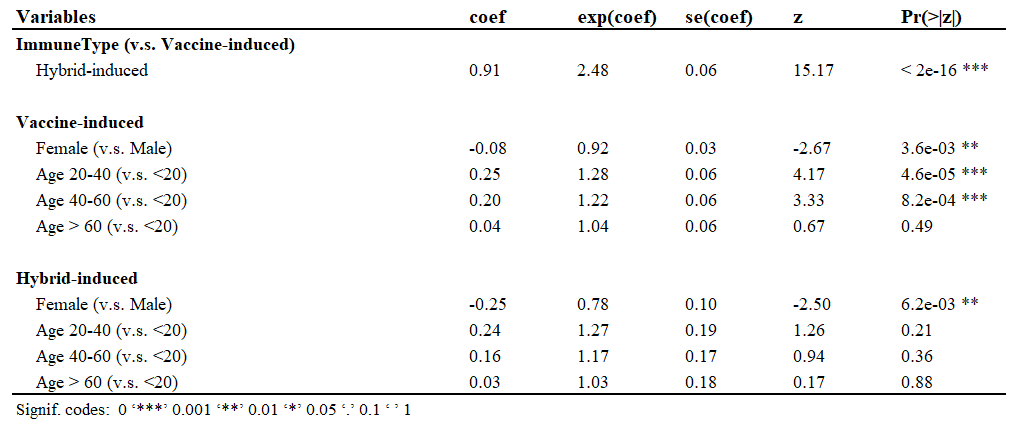 Variables coef exp(coef) se(coef) z Pr(>|z|)
ImmuneType (v.s. Vaccine-induced)
Hybrid-induced 0.91 2.48 0.06 15.17 < 2e-16 ***
Vaccine-induced
Female (v.s. Male) -0.08 0.92 0.03 -2.67 3.6e-03 **
Age 20-40 (v.s. <20) 0.25 1.28 0.06 4.17 4.6e-05 ***
Age 40-60 (v.s. <20) 0.20 1.22 0.06 3.33 8.2e-04 ***
Age > 60 (v.s. <20) 0.04 1.04 0.06 0.67 0.49
Hybrid-induced
Female (v.s. Male) -0.25 0.78 0.10 -2.50 6.2e-03 **
Age 20-40 (v.s. <20) 0.24 1.27 0.19 1.26 0.21
Age 40-60 (v.s. <20) 0.16 1.17 0.17 0.94 0.36
Age > 60 (v.s. <20) 0.03 1.03 0.18 0.17 0.88
Signif. codes: 0 ‘***’ 0.001 ‘**’ 0.01 ‘*’ 0.05 ‘.’ 0.1 ‘ ’ 1